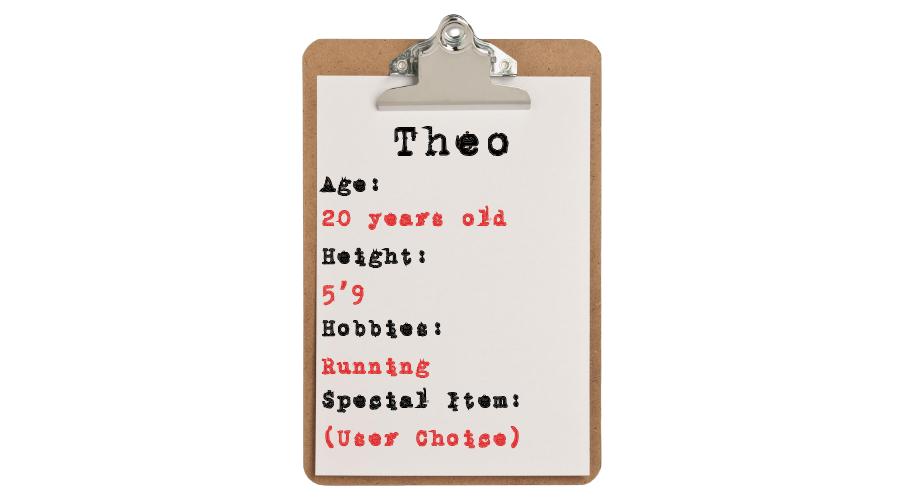 Theo
Age:
20 years old
Height:
5'9
Hobbies:
Running
Special Item:
(User Choice)